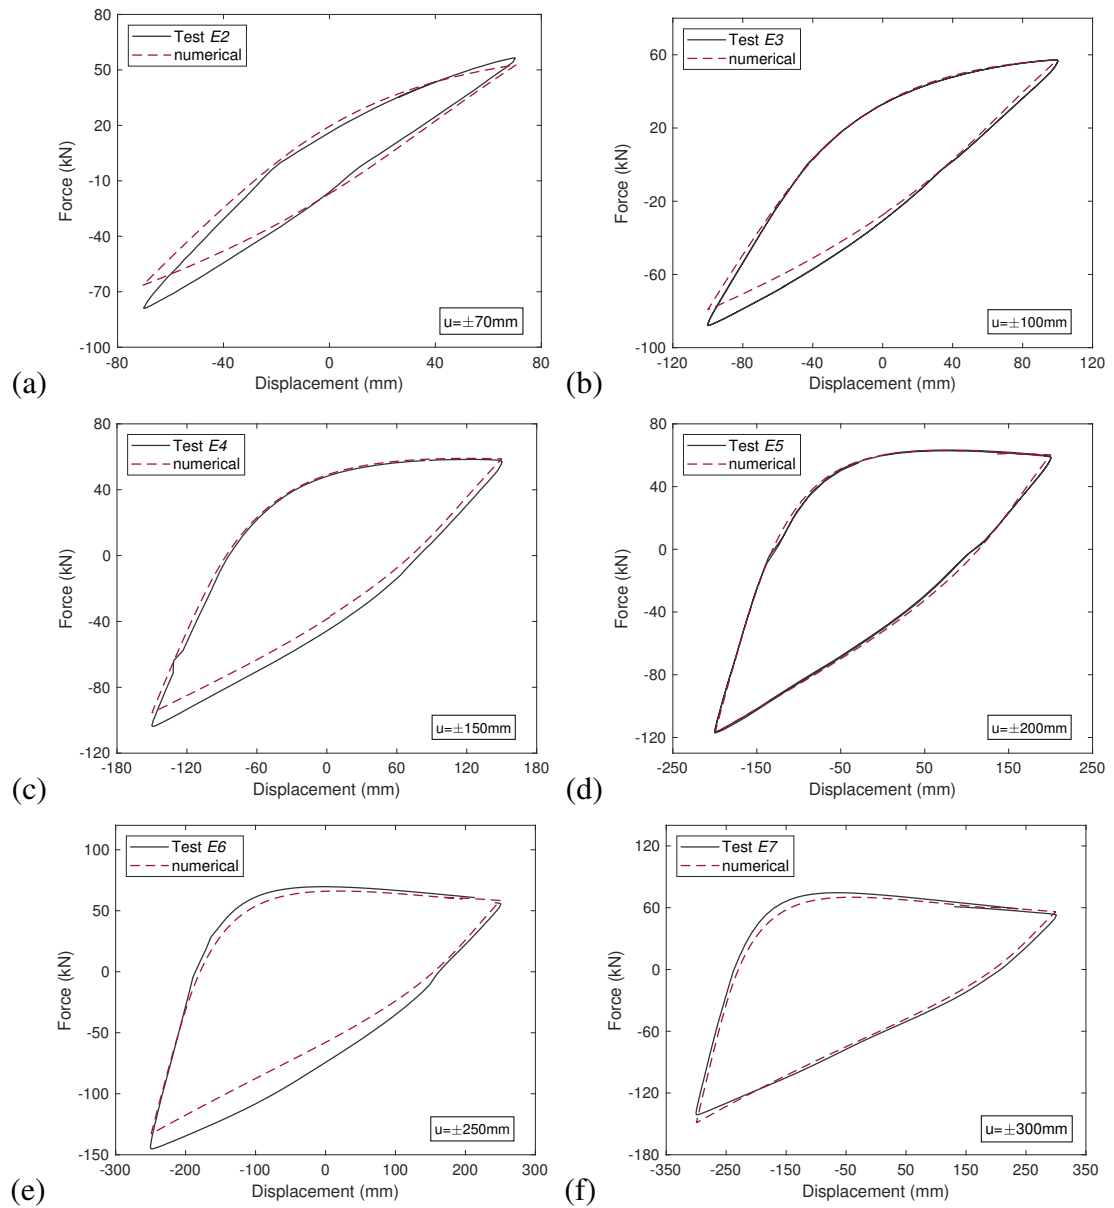 Test E2
numerical
80
50
20
-10
-40
-70
-100
-80
-40
0
40
80
Force (kN)
Displacement (mm)
u=±70mm
(a)
Test E3
numerical
60
20
-20
-60
-100
-120
-80
-40
0
40
80
120
Force (kN)
Displacement (mm)
u=±100mm
(b)
Test E4
numerical
80
40
0
-40
-80
-120
-180
-120
-60
0
60
120
180
Force (kN)
Displacement (mm)
u=±150mm
(c)
Test E5
numerical
80
40
0
-40
-80
-120
-250
-150
-50
50
150
250
Force (kN)
Displacement (mm)
u=±200mm
(d)
Test E6
numerical
100
50
0
-50
-100
-150
-300
-200
-100
0
100
200
300
Force (kN)
Displacement (mm)
u=±250mm
(e)
Test E7
numerical
120
60
0
-60
-120
-180
-350
-250
-150
-50
50
150
250
350
Force (kN)
Displacement (mm)
u=±300mm
(f)